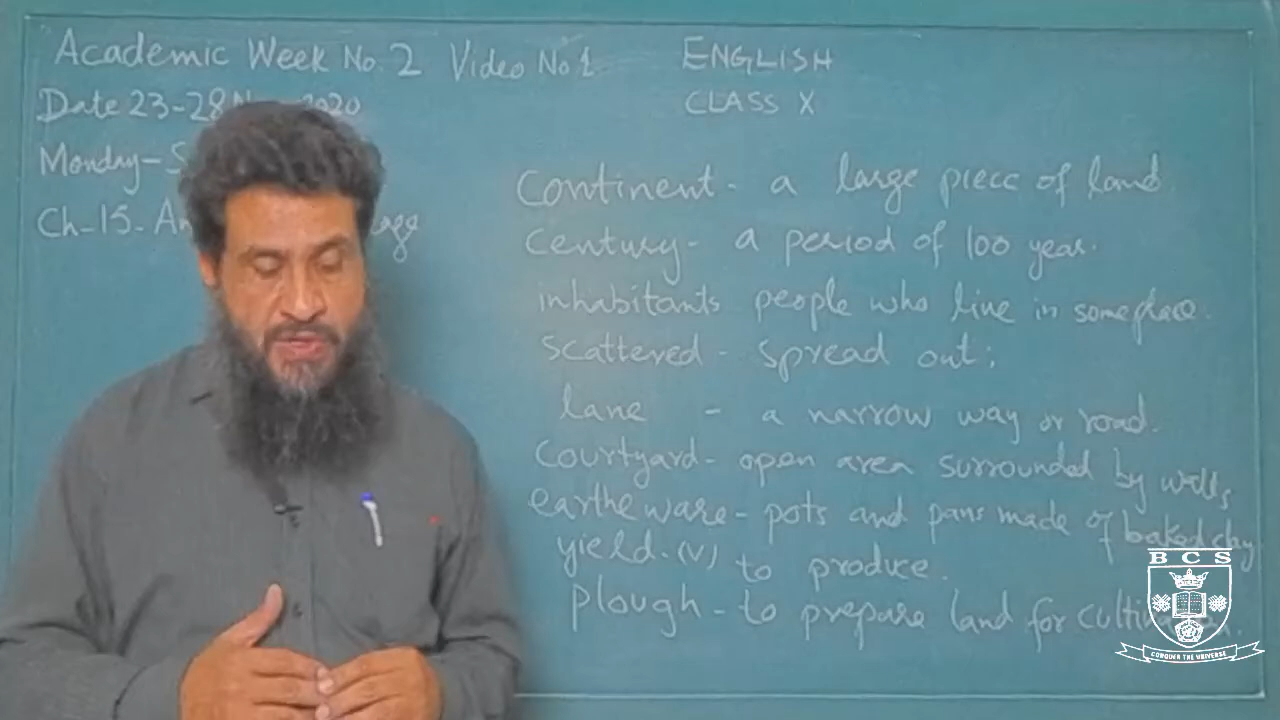 Academic Week No. 2 Video No 1
Date 23-28 2020
Monday-
Ch-15.
ENGLISH
CLASS X
Continent - a large piece of land
Century - a period of 100 year.
inhabitants people who live in some place.
Scattered - spread out;
lane - a narrow way or road.
Courtyard - open area surrounded by walls,
earthe ware - pots and pans made of baked clay
yield. (V) to produce.
plough - to prepare land for
BCS
CONQUER THE UNIVERSE